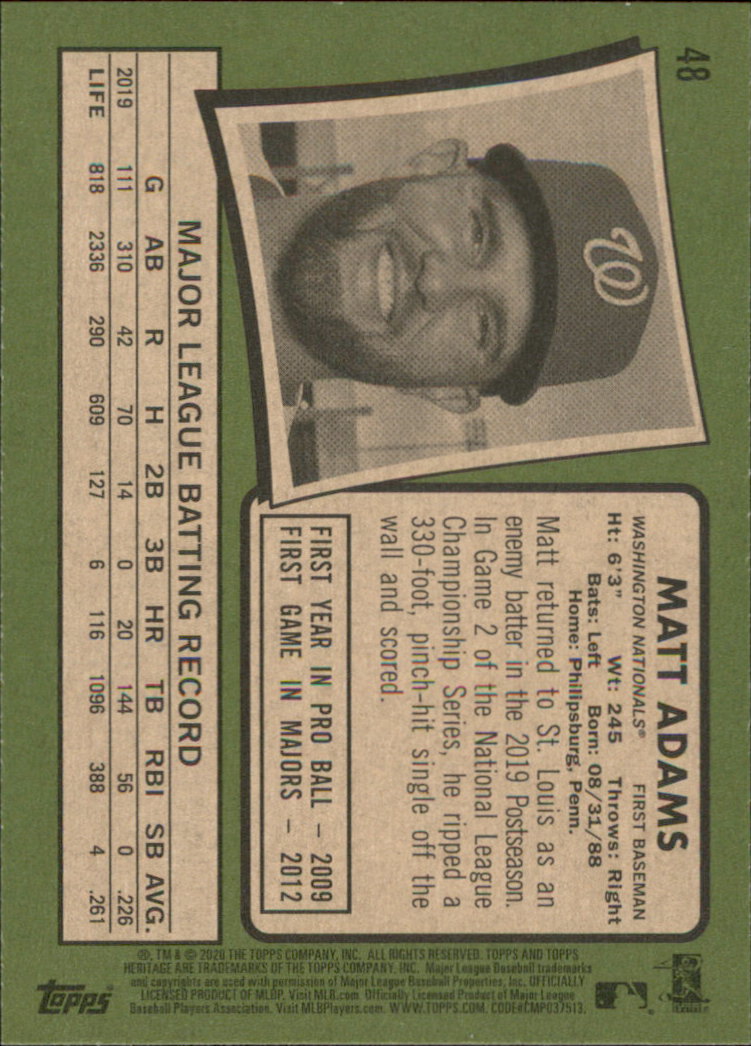 48
MATT ADAMS
WASHINGTON NATIONALS® FIRST BASEMAN
Ht: 6'3" Wt: 245 Throws: Right
Bats: Left Born: 08/31/88
Home: Philipsburg, Penn.
Matt returned to St. Louis as an
enemy batter in the 2019 Postseason.
In Game 2 of the National League
Championship Series, he ripped a
330-foot, pinch-hit single off the
wall and scored.
FIRST YEAR IN PRO BALL – 2009
FIRST GAME IN MAJORS – 2012
W
MAJOR LEAGUE BATTING RECORD
G AB R H 2B 3B HR TB RBI SB AVG.
2019 111 310 42 70 14 0 20 144 56 0 .226
LIFE 818 2336 290 609 127 6 116 1096 388 4 .261
®, TM & © 2020 THE TOPPS COMPANY, INC. ALL RIGHTS RESERVED. TOPPS AND TOPPS
HERITAGE ARE TRADEMARKS OF THE TOPPS COMPANY, INC. Major League Baseball trademarks
and copyrights are used with permission of Major League Baseball Properties, Inc. OFFICIALLY
LICENSED PRODUCT OF MLBP. Visit MLB.com. Officially Licensed Product of Major League
Baseball Players Association. Visit MLBPlayers.com. WWW.TOPPS.COM. CODE#CMP037513.
topps®